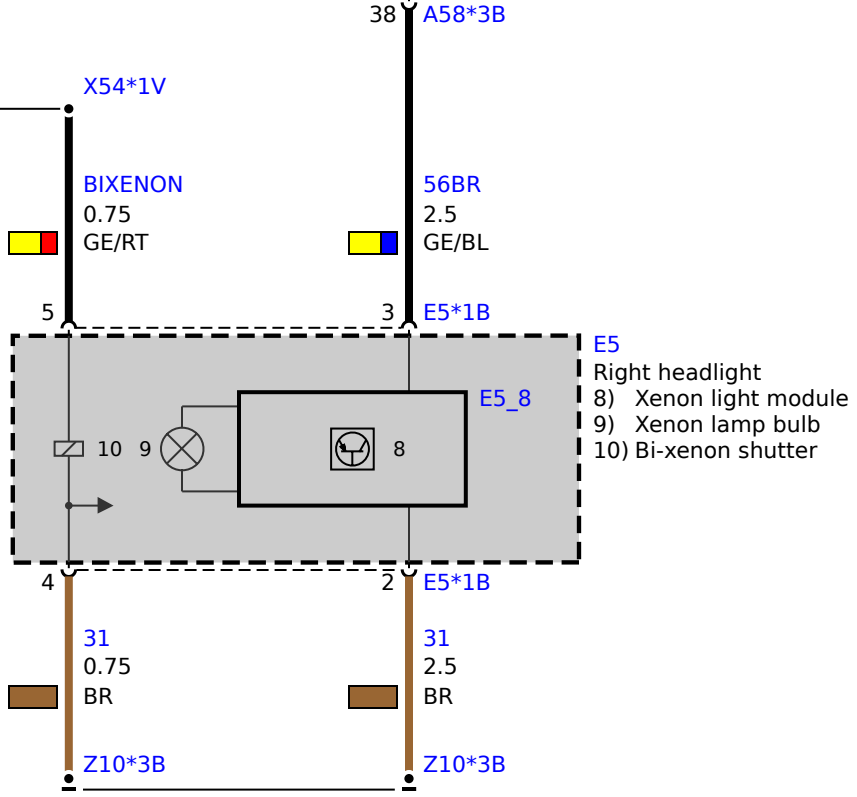 38 A58*3B
X54*1V
BIXENON 56BR
0.75 2.5
GE/RT GE/BL
5 3 E5*1B
E5
Right headlight
8) Xenon light module
9) Xenon lamp bulb
10) Bi-xenon shutter
E5_8
10 9 8
4 2 E5*1B
31 31
0.75 2.5
BR BR
Z10*3B Z10*3B